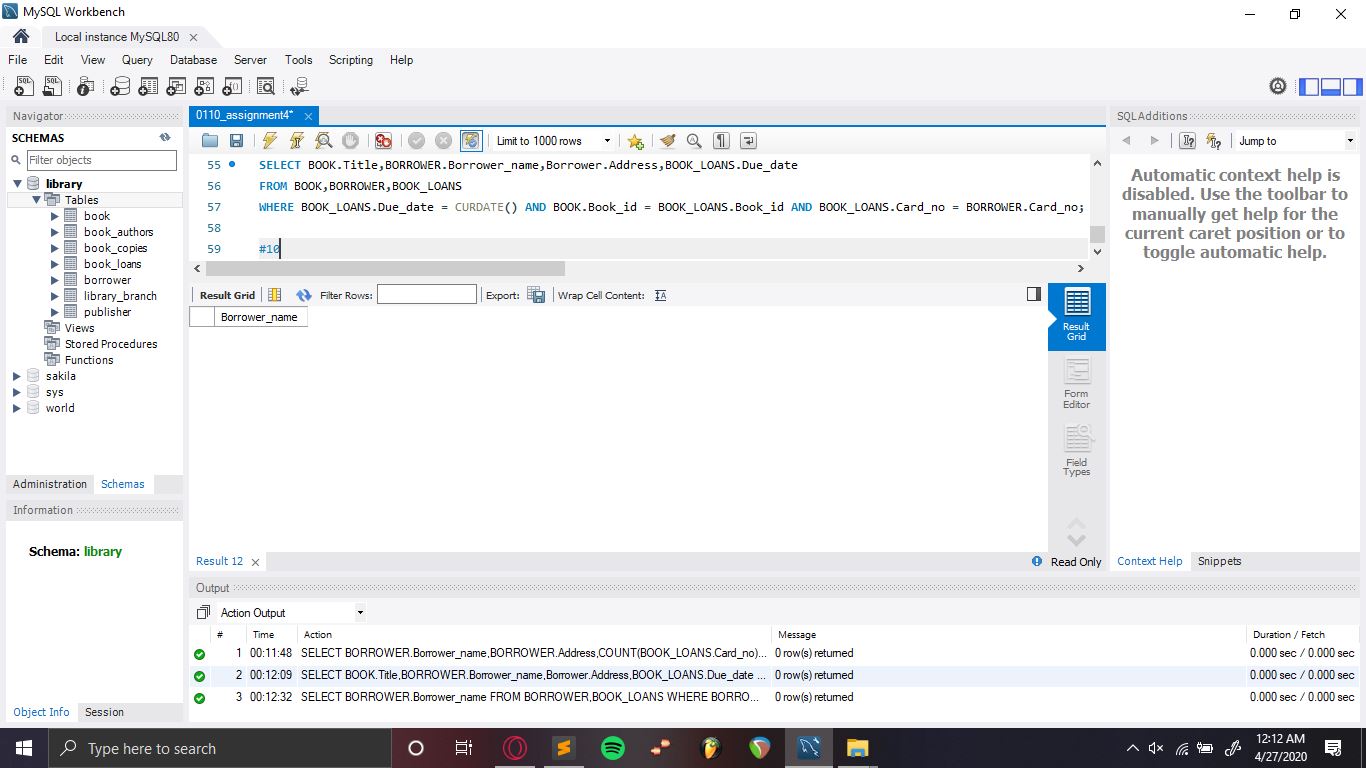 MySQL Workbench
Local instance MySQL80
File Edit View Query Database Server Tools Scripting Help
Navigator
SCHEMAS
Filter objects
library
Tables
book
book_authors
book_copies
book_loans
borrower
library_branch
publisher
Views
Stored Procedures
Functions
sakila
sys
world
Administration Schemas
Information
Schema: library
Object Info Session
0110_assignment4*
Limit to 1000 rows
55 SELECT BOOK.Title,BORROWER.Borrower_name,Borrower.Address,BOOK_LOANS.Due_date
56 FROM BOOK,BORROWER,BOOK_LOANS
57 WHERE BOOK_LOANS.Due_date = CURDATE() AND BOOK.Book_id = BOOK_LOANS.Book_id AND BOOK_LOANS.Card_no = BORROWER.Card_no;
58
59 #10
Result Grid Filter Rows: Export: Wrap Cell Content:
Borrower_name
Result Grid
Form Editor
Field Types
Result 12
Read Only
SQLAdditions
Jump to
Automatic context help is
disabled. Use the toolbar to
manually get help for the
current caret position or to
toggle automatic help.
Context Help Snippets
Output
Action Output
# Time Action Message Duration / Fetch
1 00:11:48 SELECT BORROWER.Borrower_name,BORROWER.Address,COUNT(BOOK_LOANS.Card_no)... 0 row(s) returned 0.000 sec / 0.000 sec
2 00:12:09 SELECT BOOK.Title,BORROWER.Borrower_name,Borrower.Address,BOOK_LOANS.Due_date ... 0 row(s) returned 0.000 sec / 0.000 sec
3 00:12:32 SELECT BORROWER.Borrower_name FROM BORROWER,BOOK_LOANS WHERE BORRO... 0 row(s) returned 0.000 sec / 0.000 sec
Type here to search
12:12 AM
4/27/2020